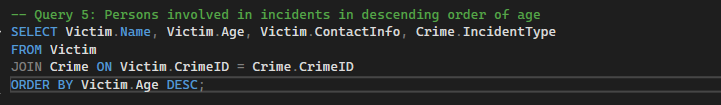 -- Query 5: Persons involved in incidents in descending order of age
SELECT Victim.Name, Victim.Age, Victim.ContactInfo, Crime.IncidentType
FROM Victim
JOIN Crime ON Victim.CrimeID = Crime.CrimeID
ORDER BY Victim.Age DESC;